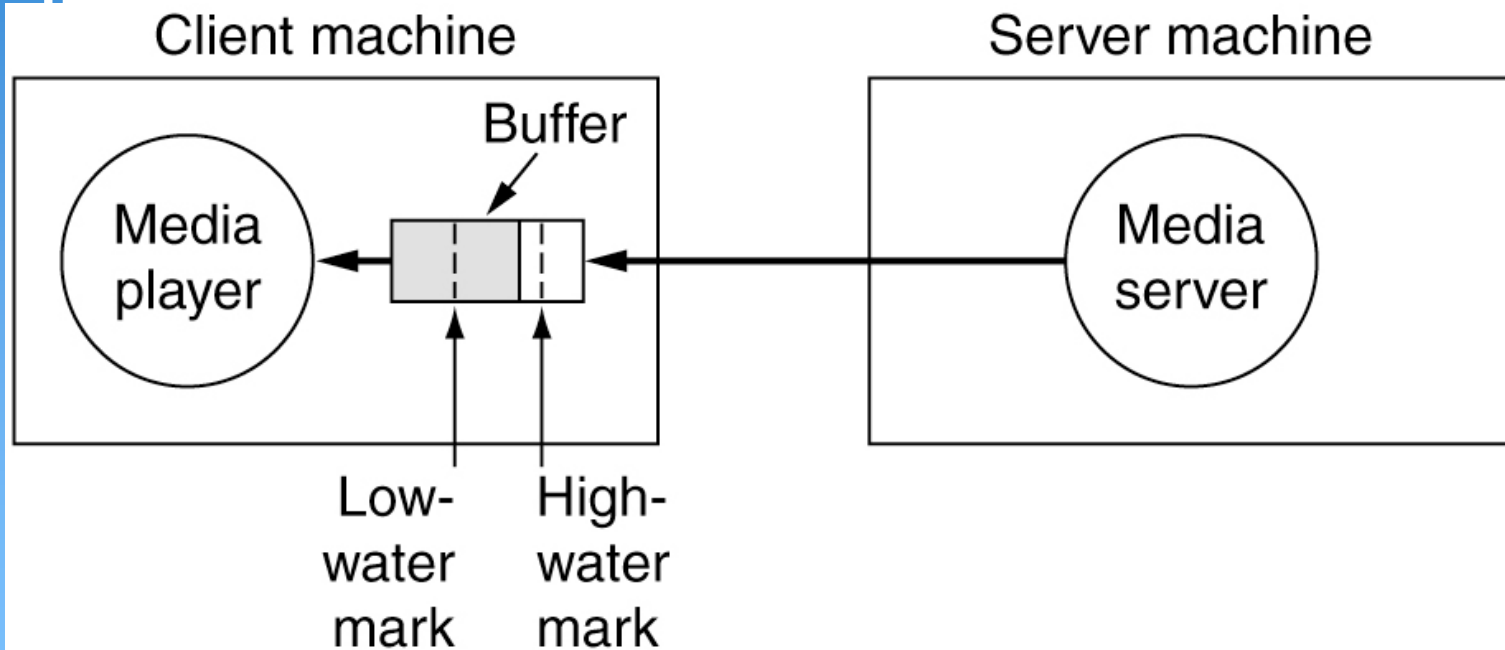 Client machine
Server machine
Buffer
Media
player
Media
server
Low-
water
mark
High-
water
mark